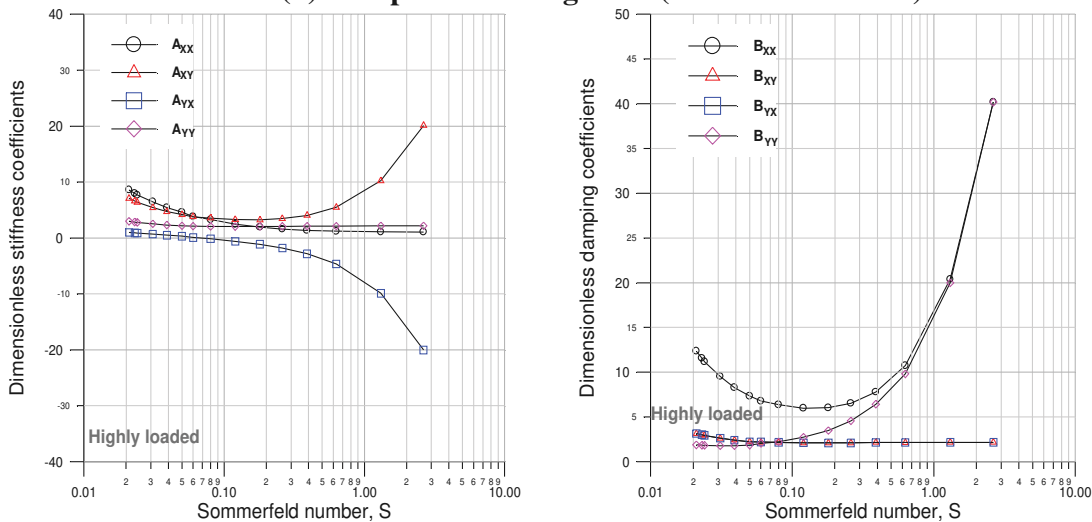 Dimensionless stiffness coefficients
40
30
20
10
0
-10
-20
-30
-40
A_XX
A_XY
A_YX
A_YY
Highly loaded
0.01 2 3 4 5 6 7 8 9 0.10 2 3 4 5 6 7 8 9 1.00 2 3 4 5 6 7 8 9 10.00
Sommerfeld number, S
Dimensionless damping coefficients
50
45
40
35
30
25
20
15
10
5
0
B_XX
B_XY
B_YX
B_YY
Highly loaded
0.01 2 3 4 5 6 7 8 9 0.10 2 3 4 5 6 7 8 9 1.00 2 3 4 5 6 7 8 9 10.00
Sommerfeld number, S